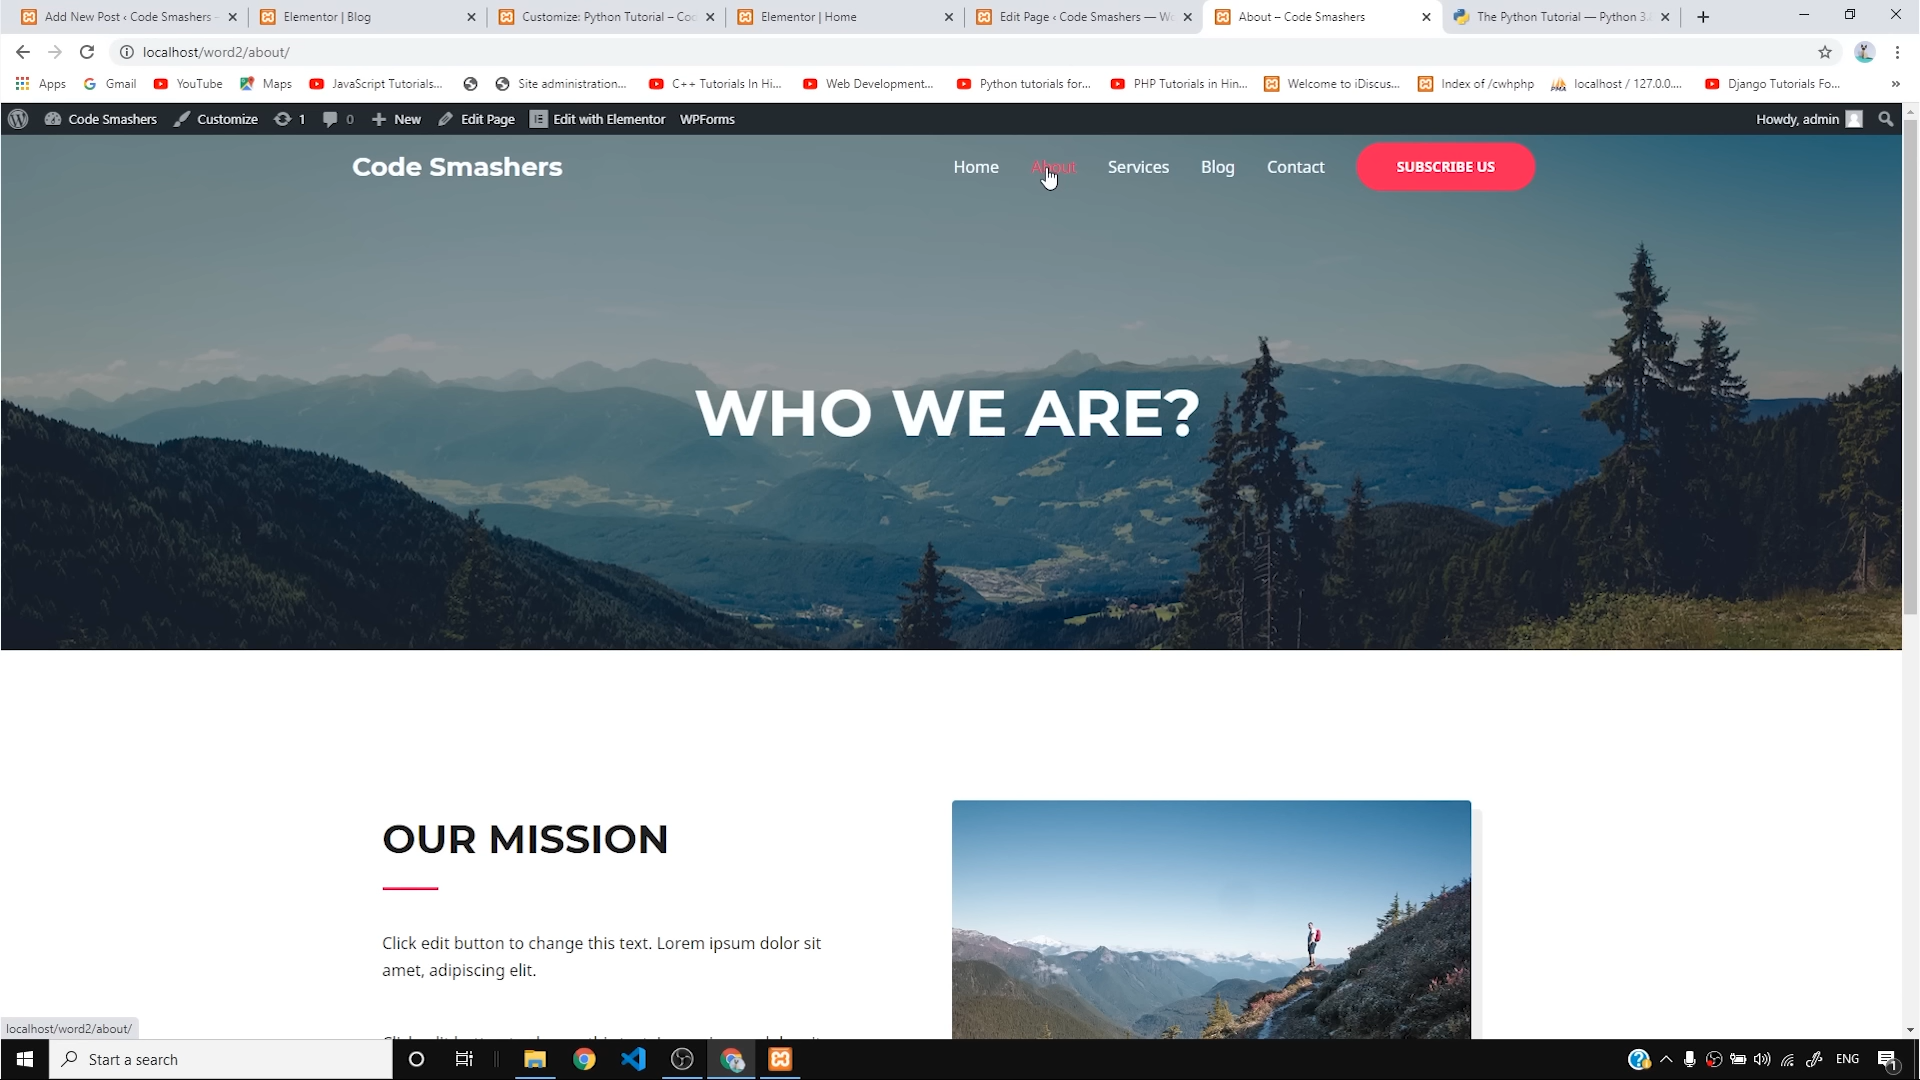 Add New Post ‹ Code Smashers -
Elementor | Blog
Customize: Python Tutorial – Co
Elementor | Home
Edit Page ‹ Code Smashers — W
About – Code Smashers
The Python Tutorial — Python 3.
localhost/word2/about/
Apps
Gmail
YouTube
Maps
JavaScript Tutorials...
Site administration...
C++ Tutorials In Hi...
Web Development...
Python tutorials for...
PHP Tutorials in Hin...
Welcome to iDiscus...
Index of /cwhphp
localhost / 127.0.0....
Django Tutorials Fo...
»
Code Smashers
Customize
1
0
New
Edit Page
Edit with Elementor
WPForms
Howdy, admin
Code Smashers
Home
About
Services
Blog
Contact
SUBSCRIBE US
WHO WE ARE?
OUR MISSION
Click edit button to change this text. Lorem ipsum dolor sit
amet, adipiscing elit.
localhost/word2/about/
Start a search
ENG
1